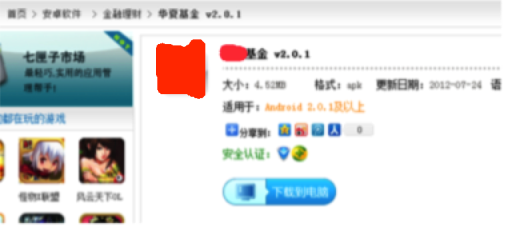 首页 > 安卓软件 > 金融理财 > 华夏基金 v2.0.1
七匣子市场
最轻巧,实用的应用管理帮手!
都在玩的游戏
怪物X联盟
风云天下OL
基金 v2.0.1
大小: 4.52MB 格式: apk 更新日期: 2012-07-24 语
适用于: Android 2.0.1及以上
分享到: 0
安全认证:
下载到电脑